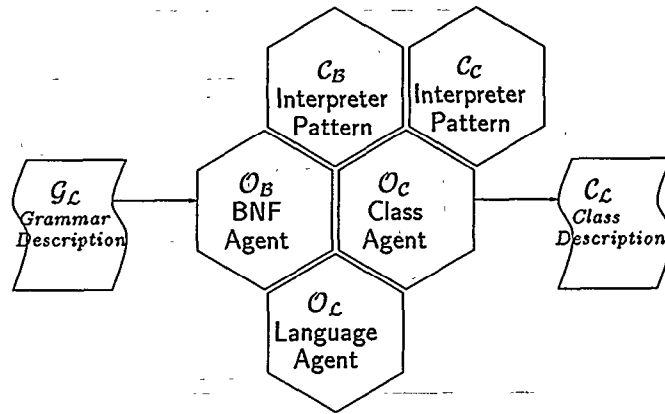 𝒞_ℬ
Interpreter
Pattern
𝒞_𝒞
Interpreter
Pattern
𝒢_ℒ
Grammar
Description
𝒪_ℬ
BNF
Agent
𝒪_𝒞
Class
Agent
𝒞_ℒ
Class
Description
𝒪_ℒ
Language
Agent